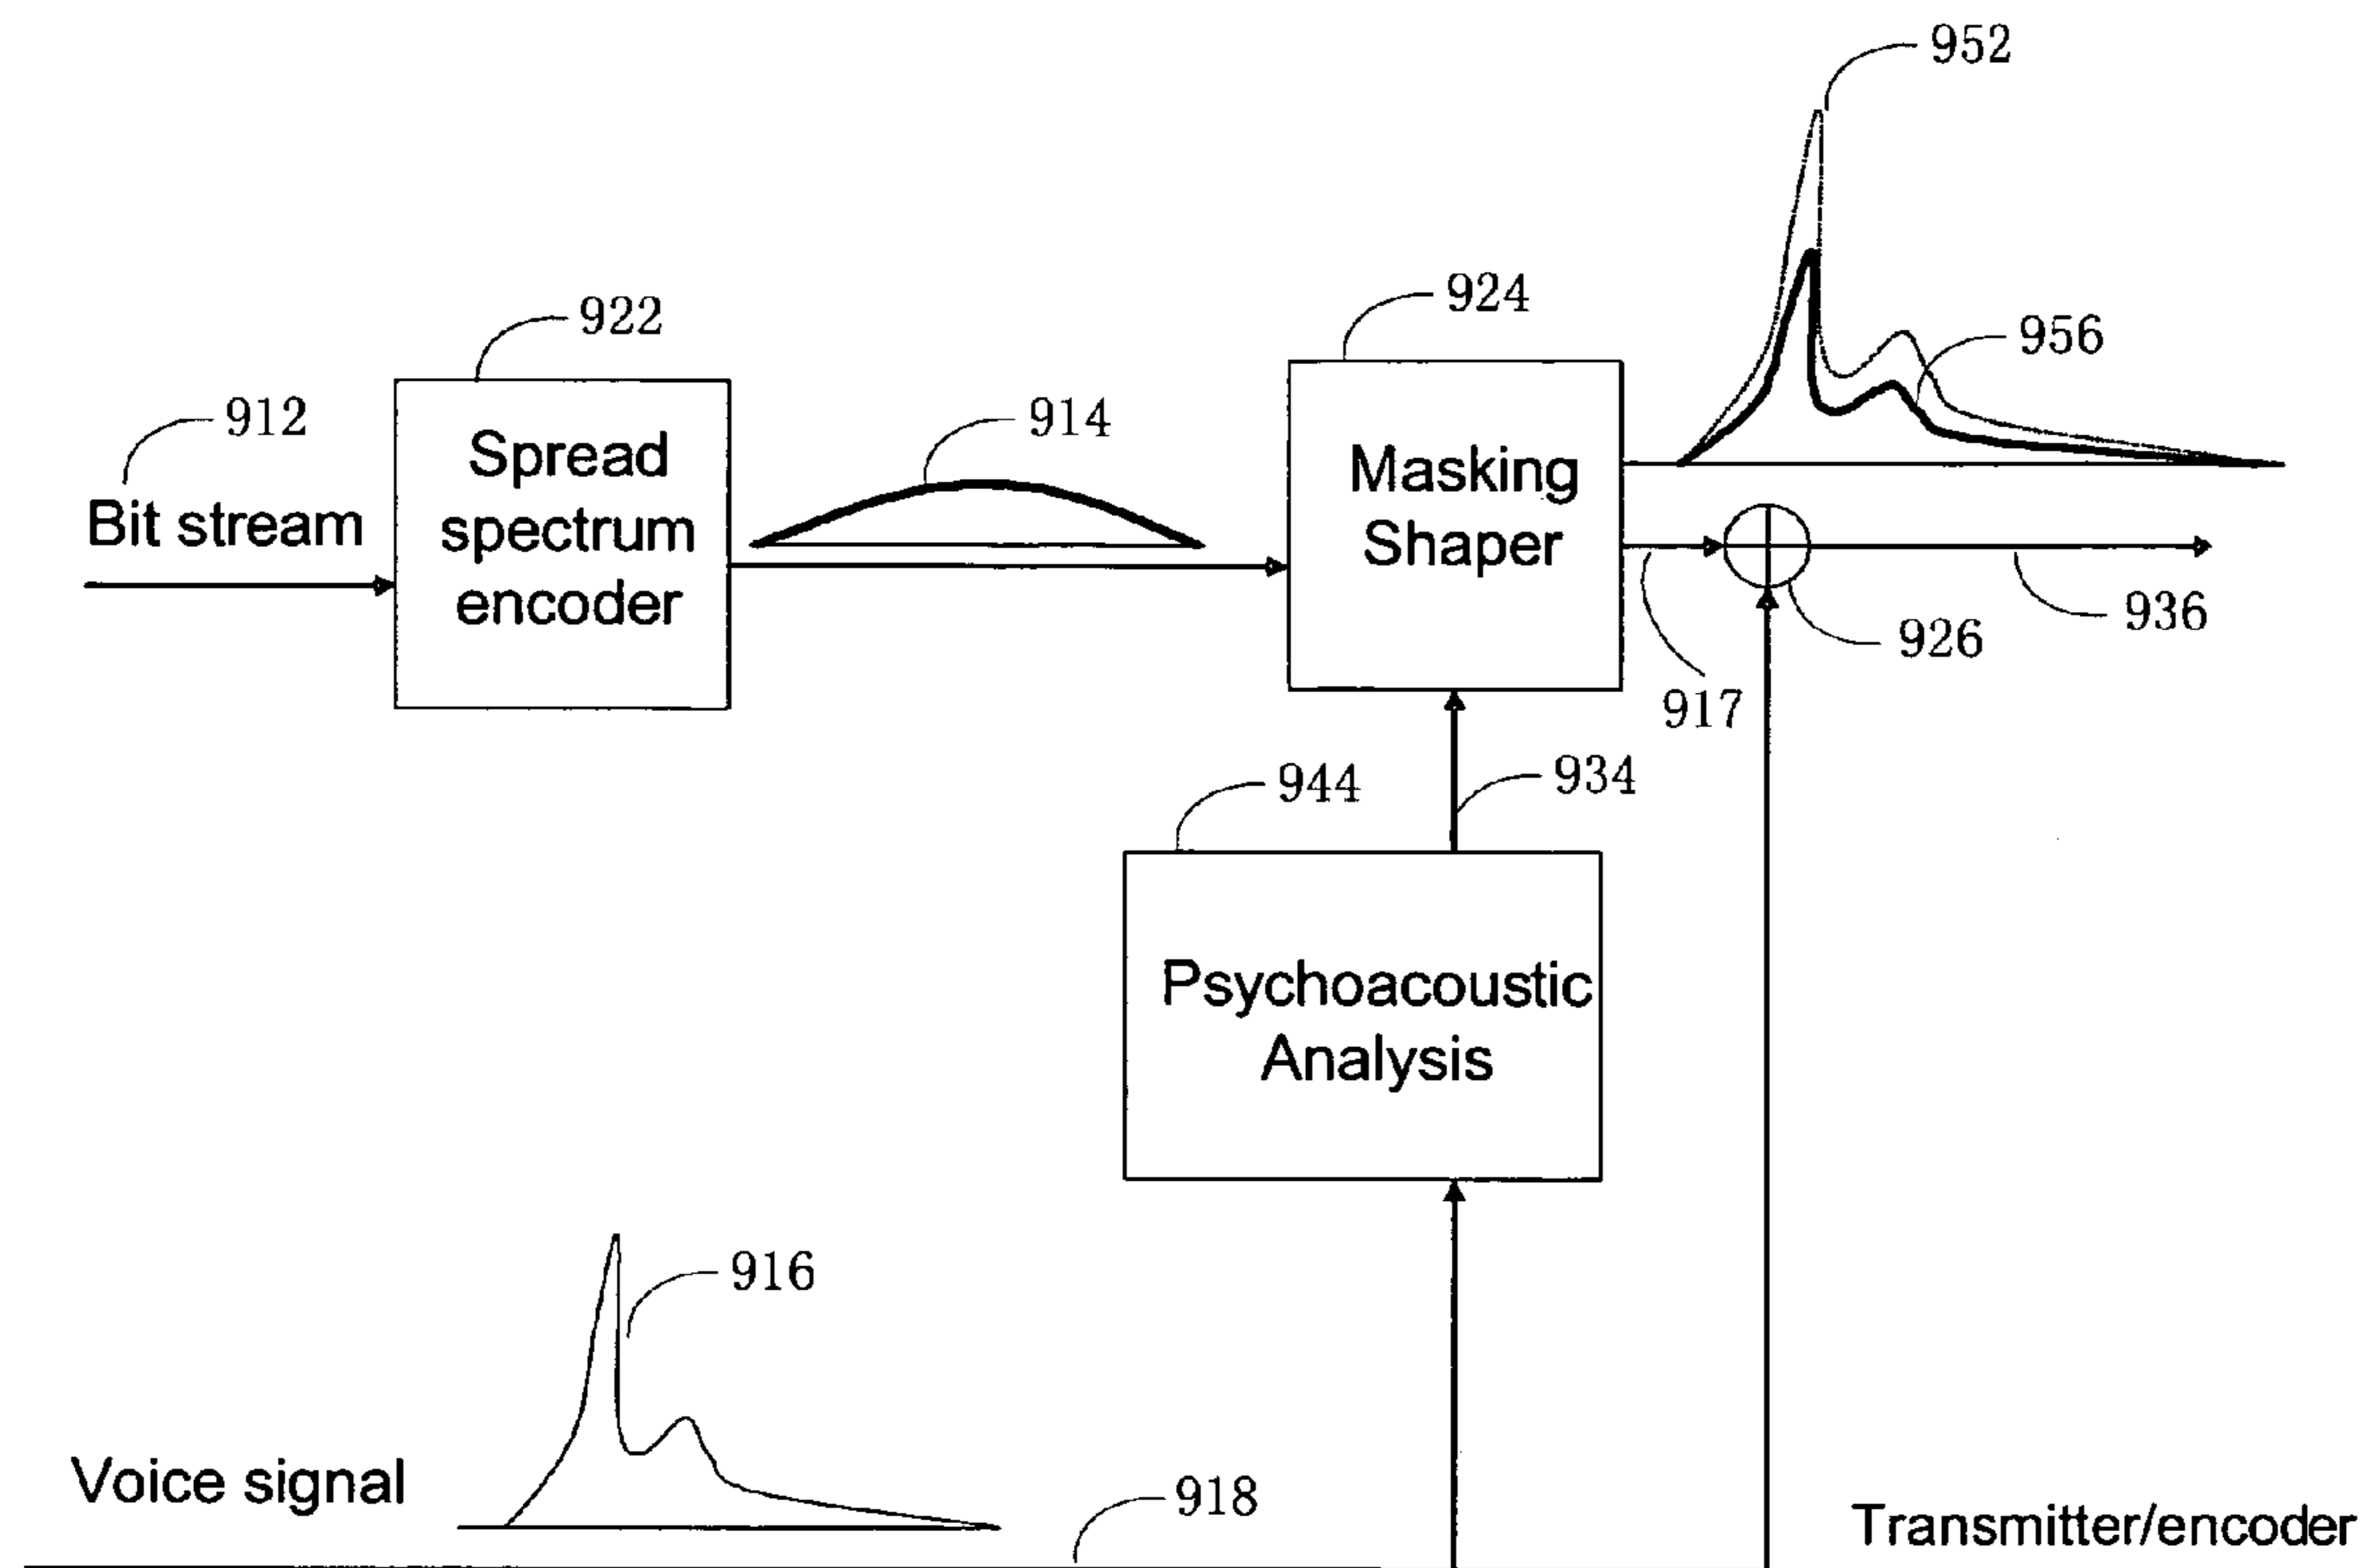 952
924
922
956
912
914
Spread
spectrum
encoder
Masking
Shaper
Bit stream
936
926
917
944
934
Psychoacoustic
Analysis
916
Voice signal
918
Transmitter/encoder